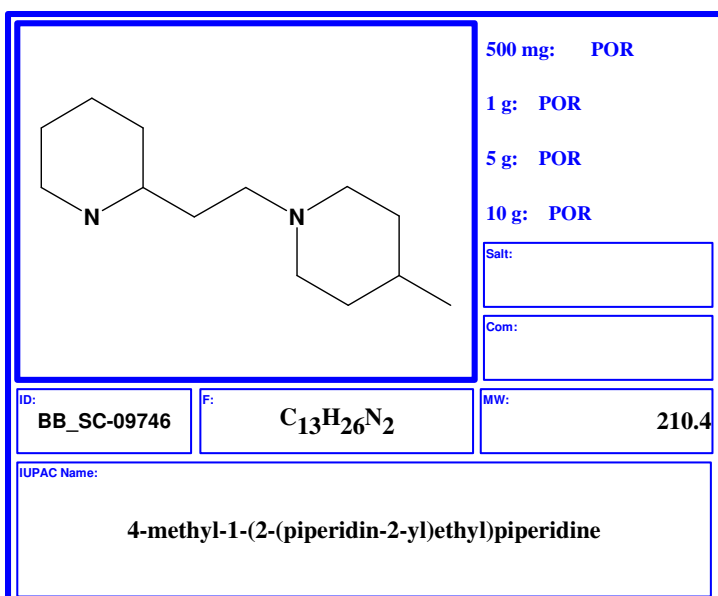 N
N
500 mg: POR
1 g: POR
5 g: POR
10 g: POR
Salt:
Com:
ID:
BB_SC-09746
F:
C13H26N2
MW:
210.4
IUPAC Name:
4-methyl-1-(2-(piperidin-2-yl)ethyl)piperidine